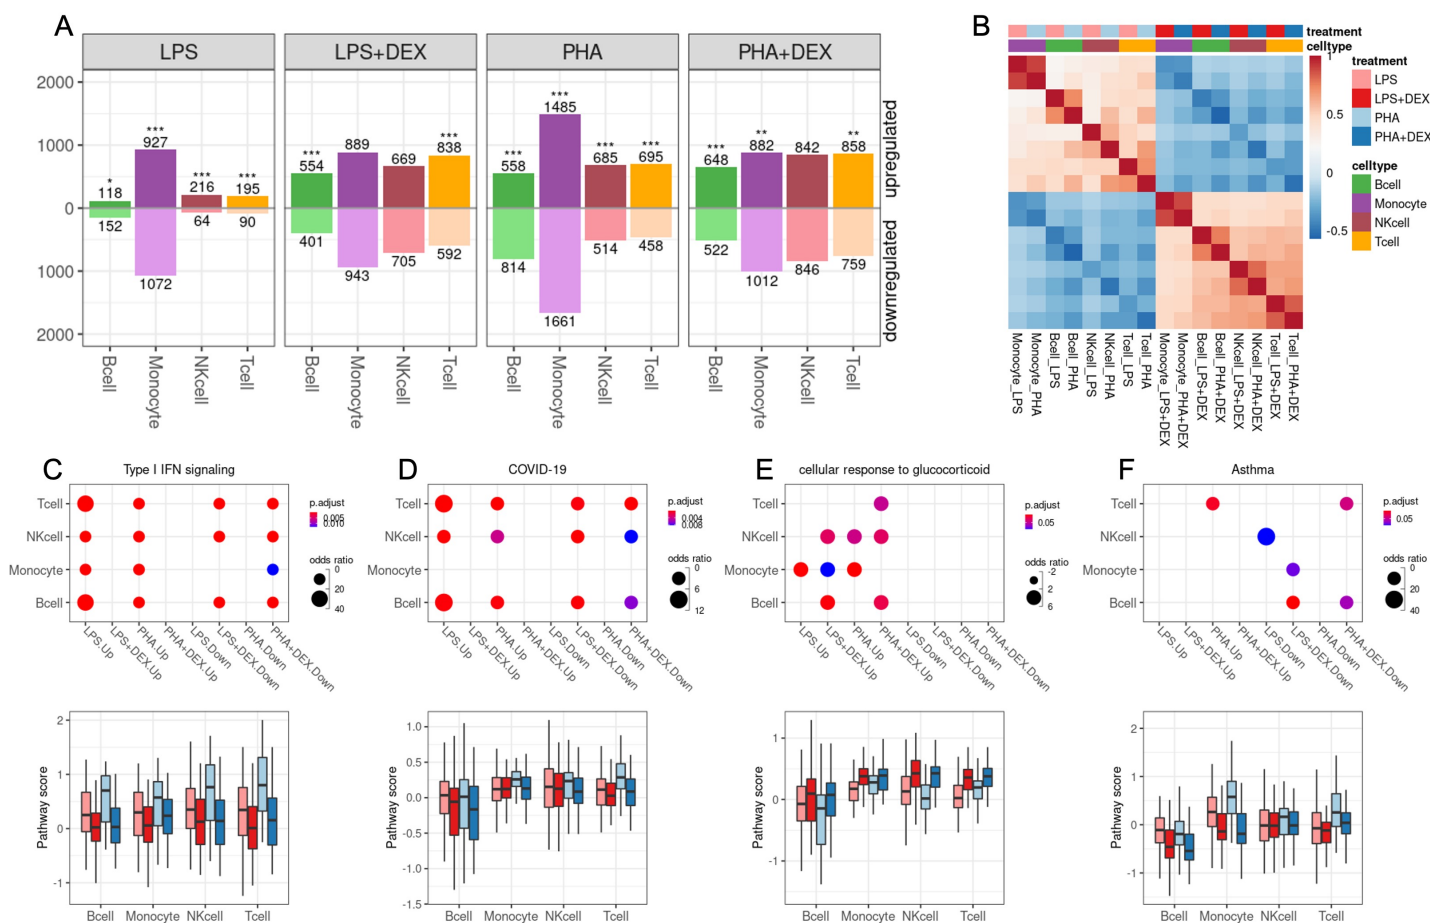 A
LPS
LPS+DEX
PHA
PHA+DEX
2000
1000
0
1000
2000
upregulated
downregulated
* 118
*** 927
*** 216
*** 195
152
1072
64
90
*** 554
889
669
*** 838
401
943
705
592
*** 558
*** 1485
*** 685
*** 695
814
1661
514
458
*** 648
** 882
842
** 858
522
1012
846
759
Bcell
Monocyte
NKcell
Tcell
Bcell
Monocyte
NKcell
Tcell
Bcell
Monocyte
NKcell
Tcell
Bcell
Monocyte
NKcell
Tcell
B
treatment
celltype
1
0.5
0
-0.5
treatment
LPS
LPS+DEX
PHA
PHA+DEX
celltype
Bcell
Monocyte
NKcell
Tcell
Monocyte_LPS
Monocyte_PHA
Bcell_LPS
Bcell_PHA
NKcell_LPS
NKcell_PHA
Tcell_LPS
Tcell_PHA
Monocyte_LPS+DEX
Monocyte_PHA+DEX
Bcell_LPS+DEX
Bcell_PHA+DEX
NKcell_LPS+DEX
NKcell_PHA+DEX
Tcell_LPS+DEX
Tcell_PHA+DEX
C
Type I IFN signaling
Tcell
NKcell
Monocyte
Bcell
LPS.Up
LPS+DEX.Up
PHA.Up
PHA+DEX.Up
LPS.Down
LPS+DEX.Down
PHA.Down
PHA+DEX.Down
p.adjust
0.005
0.010
odds ratio
0
20
40
Pathway score
2
1
0
-1
Bcell
Monocyte
NKcell
Tcell
D
COVID-19
Tcell
NKcell
Monocyte
Bcell
LPS.Up
LPS+DEX.Up
PHA.Up
PHA+DEX.Up
LPS.Down
LPS+DEX.Down
PHA.Down
PHA+DEX.Down
p.adjust
0.004
0.008
odds ratio
0
6
12
Pathway score
1.0
0.5
0.0
-0.5
-1.0
-1.5
Bcell
Monocyte
NKcell
Tcell
E
cellular response to glucocorticoid
Tcell
NKcell
Monocyte
Bcell
LPS.Up
LPS+DEX.Up
PHA.Up
PHA+DEX.Up
LPS.Down
LPS+DEX.Down
PHA.Down
PHA+DEX.Down
p.adjust
0.05
odds ratio
-2
2
6
Pathway score
1
0
-1
Bcell
Monocyte
NKcell
Tcell
F
Asthma
Tcell
NKcell
Monocyte
Bcell
LPS.Up
LPS+DEX.Up
PHA.Up
PHA+DEX.Up
LPS.Down
LPS+DEX.Down
PHA.Down
PHA+DEX.Down
p.adjust
0.05
odds ratio
0
20
40
Pathway score
2
1
0
-1
Bcell
Monocyte
NKcell
Tcell